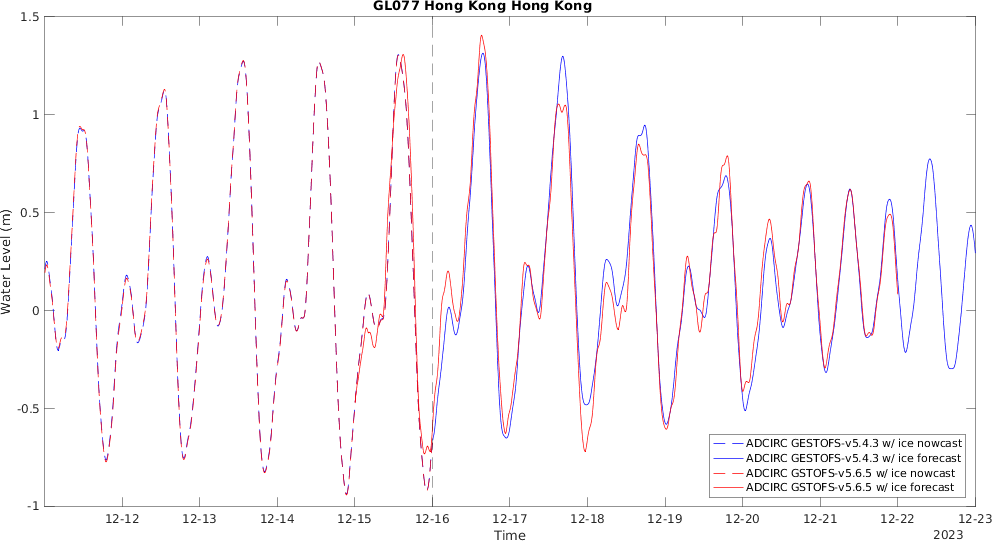 GL077 Hong Kong Hong Kong
Water Level (m)
1.5
1
0.5
0
-0.5
-1
ADCIRC GESTOFS-v5.4.3 w/ ice nowcast
ADCIRC GESTOFS-v5.4.3 w/ ice forecast
ADCIRC GSTOFS-v5.6.5 w/ ice nowcast
ADCIRC GSTOFS-v5.6.5 w/ ice forecast
12-12 12-13 12-14 12-15 12-16 12-17 12-18 12-19 12-20 12-21 12-22 12-23
Time
2023